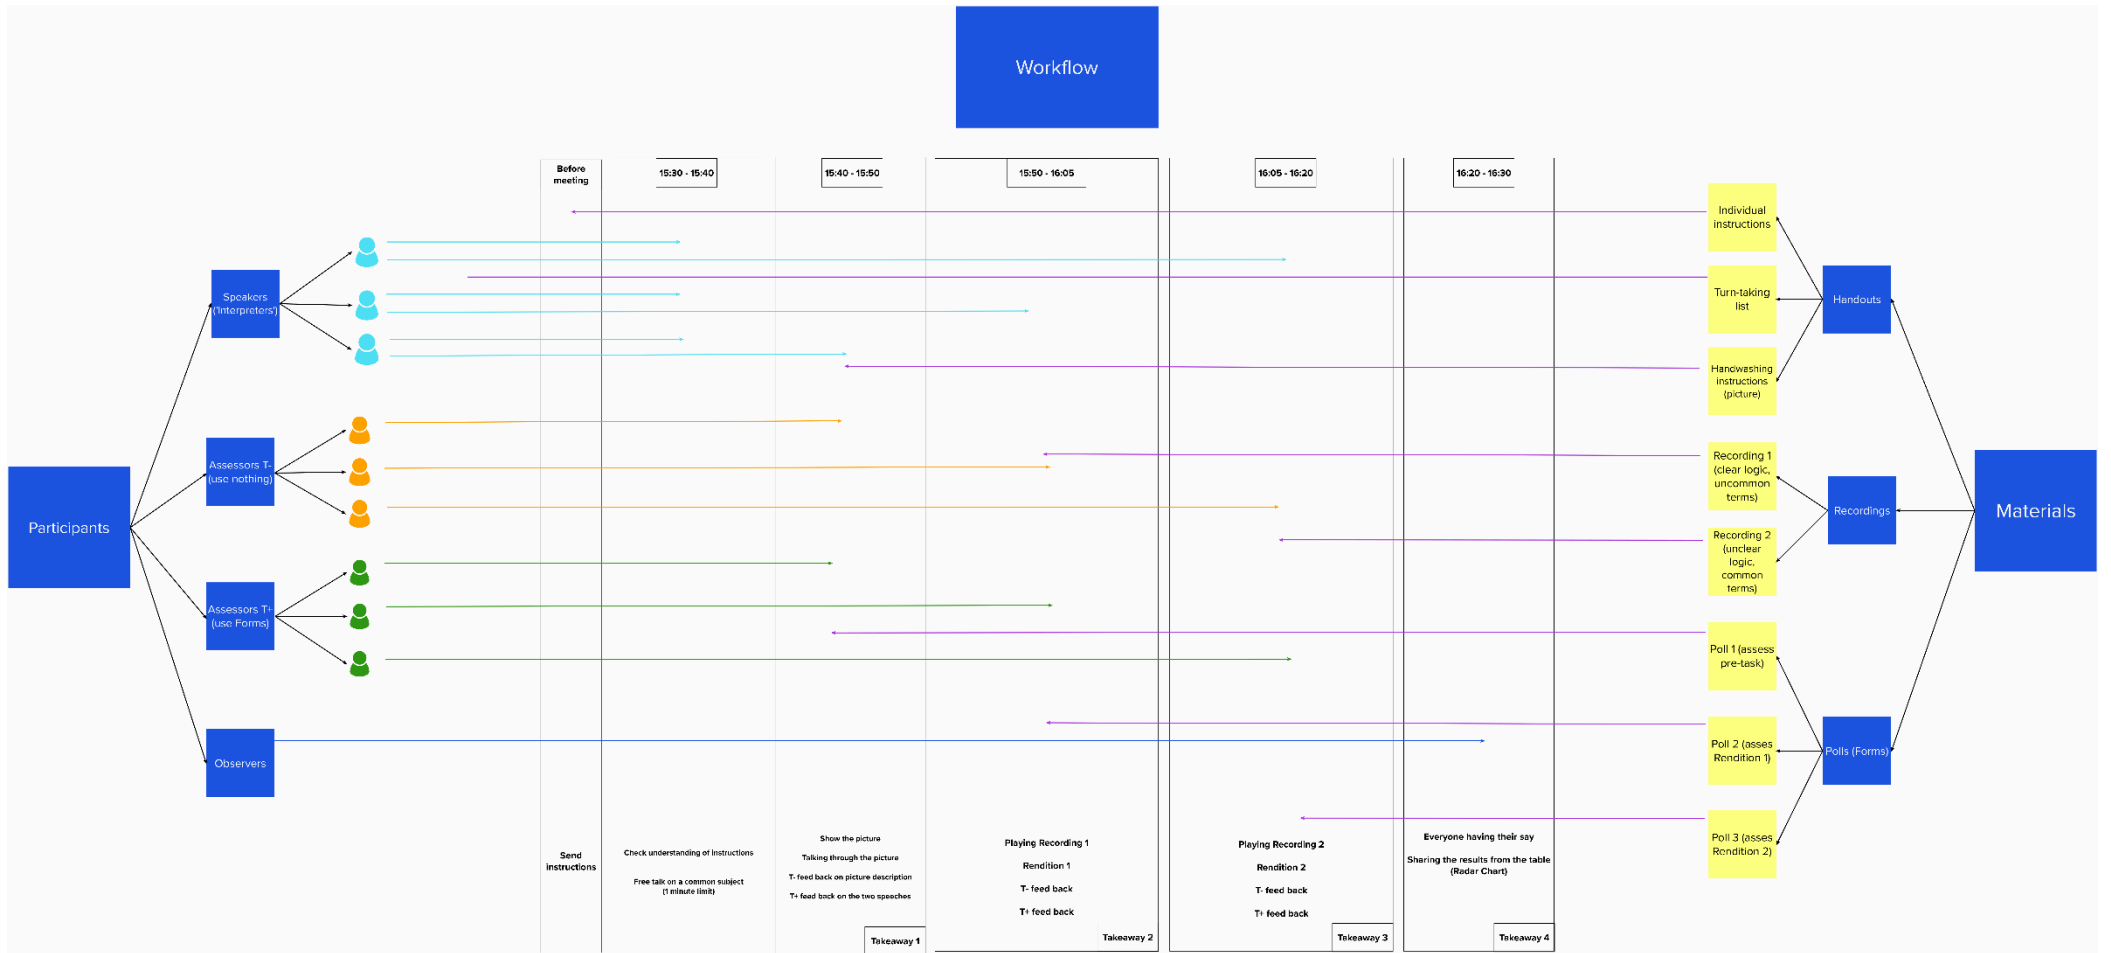 Workflow
Before
meeting
15:30 - 15:40
15:40 - 15:50
15:50 - 16:05
16:05 - 16:20
16:20 - 16:30
Participants
Speakers
('Interpreters')
Assessors T-
(use nothing)
Assessors T+
(use Forms)
Observers
Individual
instructions
Turn-taking
list
Handwashing
instructions
(picture)
Handouts
Recording 1
(clear logic,
uncommon
terms)
Recording 2
(unclear
logic,
common
terms)
Recordings
Materials
Poll 1 (assess
pre-task)
Poll 2 (asses
Rendition 1)
Poll 3 (asses
Rendition 2)
Polls (Forms)
Send
instructions
Check understanding of instructions
Free talk on a common subject
(1 minute limit)
Show the picture
Talking through the picture
T- feed back on picture description
T+ feed back on the two speeches
Takeaway 1
Playing Recording 1
Rendition 1
T- feed back
T+ feed back
Takeaway 2
Playing Recording 2
Rendition 2
T- feed back
T+ feed back
Takeaway 3
Everyone having their say
Sharing the results from the table
(Radar Chart)
Takeaway 4